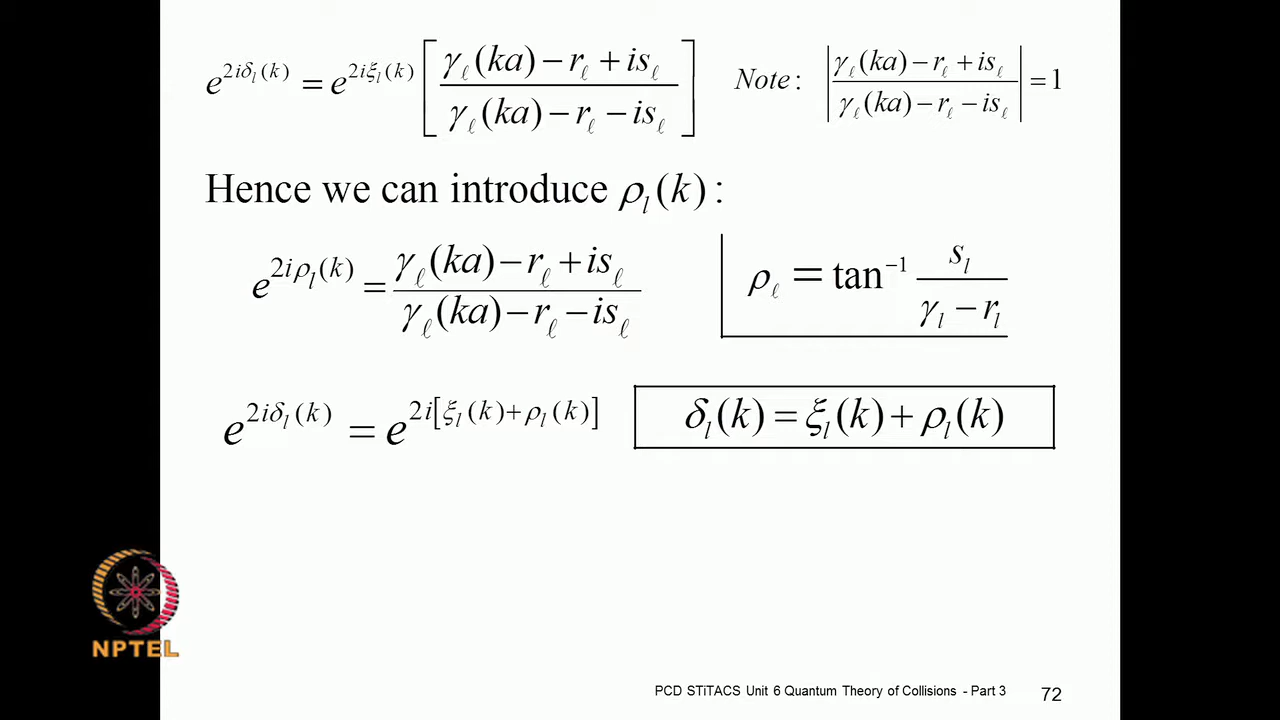 e^{2iδ_l(k)} = e^{2iξ_l(k)} [ (γ_ℓ(ka) − r_ℓ + is_ℓ) / (γ_ℓ(ka) − r_ℓ − is_ℓ) ] Note: | (γ_ℓ(ka) − r_ℓ + is_ℓ) / (γ_ℓ(ka) − r_ℓ − is_ℓ) | = 1
Hence we can introduce ρ_l(k):
e^{2iρ_l(k)} = (γ_ℓ(ka) − r_ℓ + is_ℓ) / (γ_ℓ(ka) − r_ℓ − is_ℓ) ρ_ℓ = tan^{−1} s_l / (γ_l − r_l)
e^{2iδ_l(k)} = e^{2i[ξ_l(k)+ρ_l(k)]} δ_l(k) = ξ_l(k) + ρ_l(k)
NPTEL
PCD STiTACS Unit 6 Quantum Theory of Collisions - Part 3 72